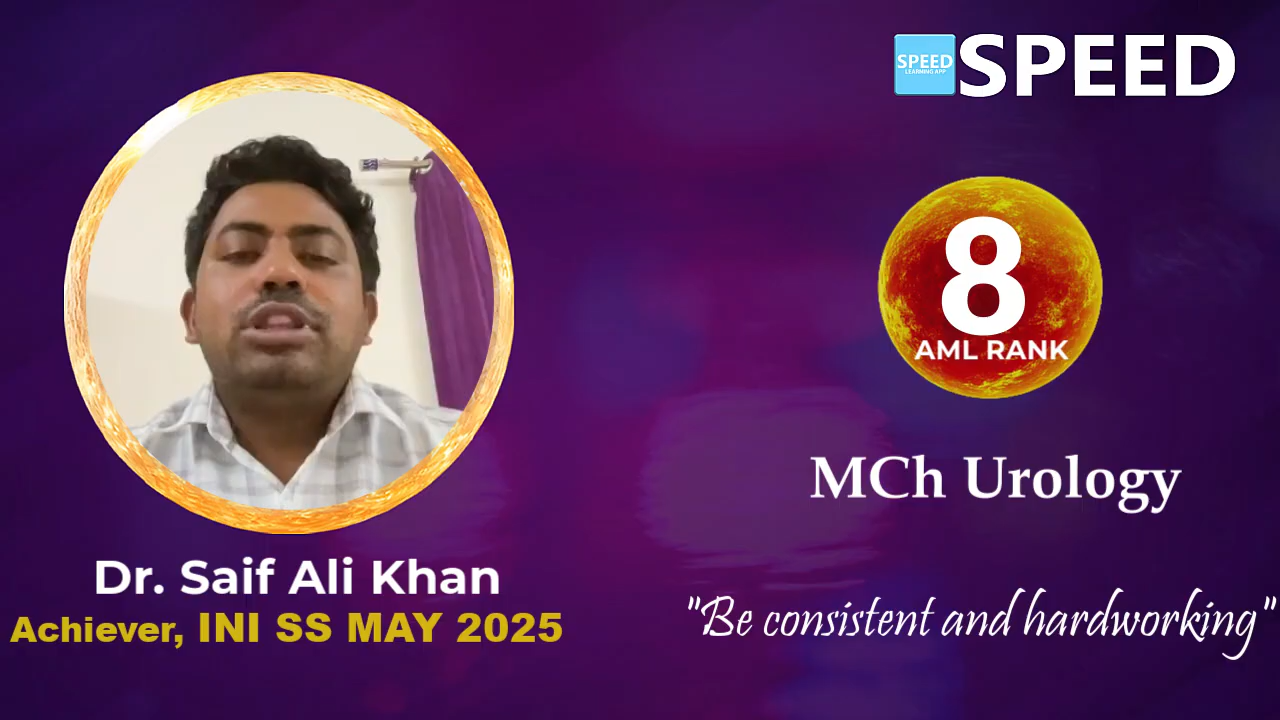 SPEED
LEARNING APP
SPEED
8
AML RANK
MCh Urology
Dr. Saif Ali Khan
Achiever, INI SS MAY 2025
"Be consistent and hardworking"